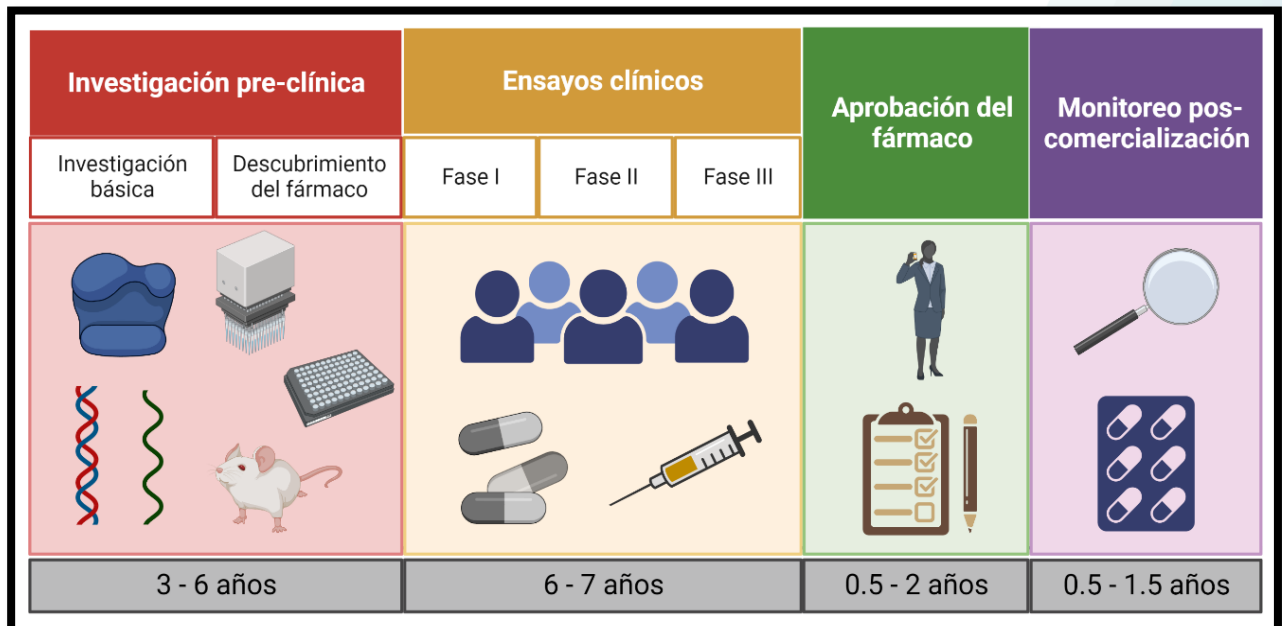 Investigación pre-clínica
Ensayos clínicos
Aprobación del
fármaco
Monitoreo pos-
comercialización
Investigación
básica
Descubrimiento
del fármaco
Fase I
Fase II
Fase III
3 - 6 años
6 - 7 años
0.5 - 2 años
0.5 - 1.5 años